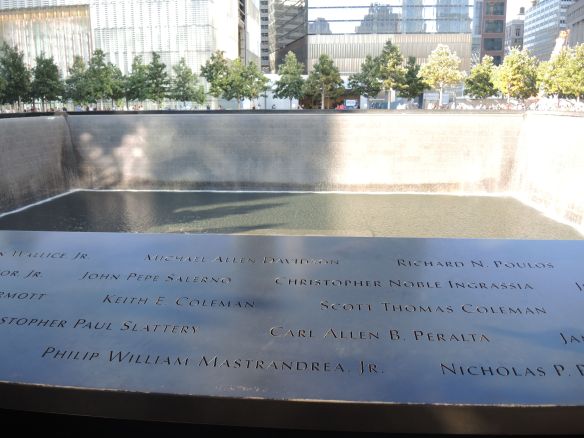 WALLICE, JR. MICHAEL ALLEN DAVIDSON RICHARD N. POULOS
JR. JOHN PEPE SALERNO CHRISTOPHER NOBLE INGRASSIA
KEITH E. COLEMAN SCOTT THOMAS COLEMAN
PAUL SLATTERY CARL ALLEN B. PERALTA
PHILIP WILLIAM MASTRANDREA, JR. NICHOLAS P.